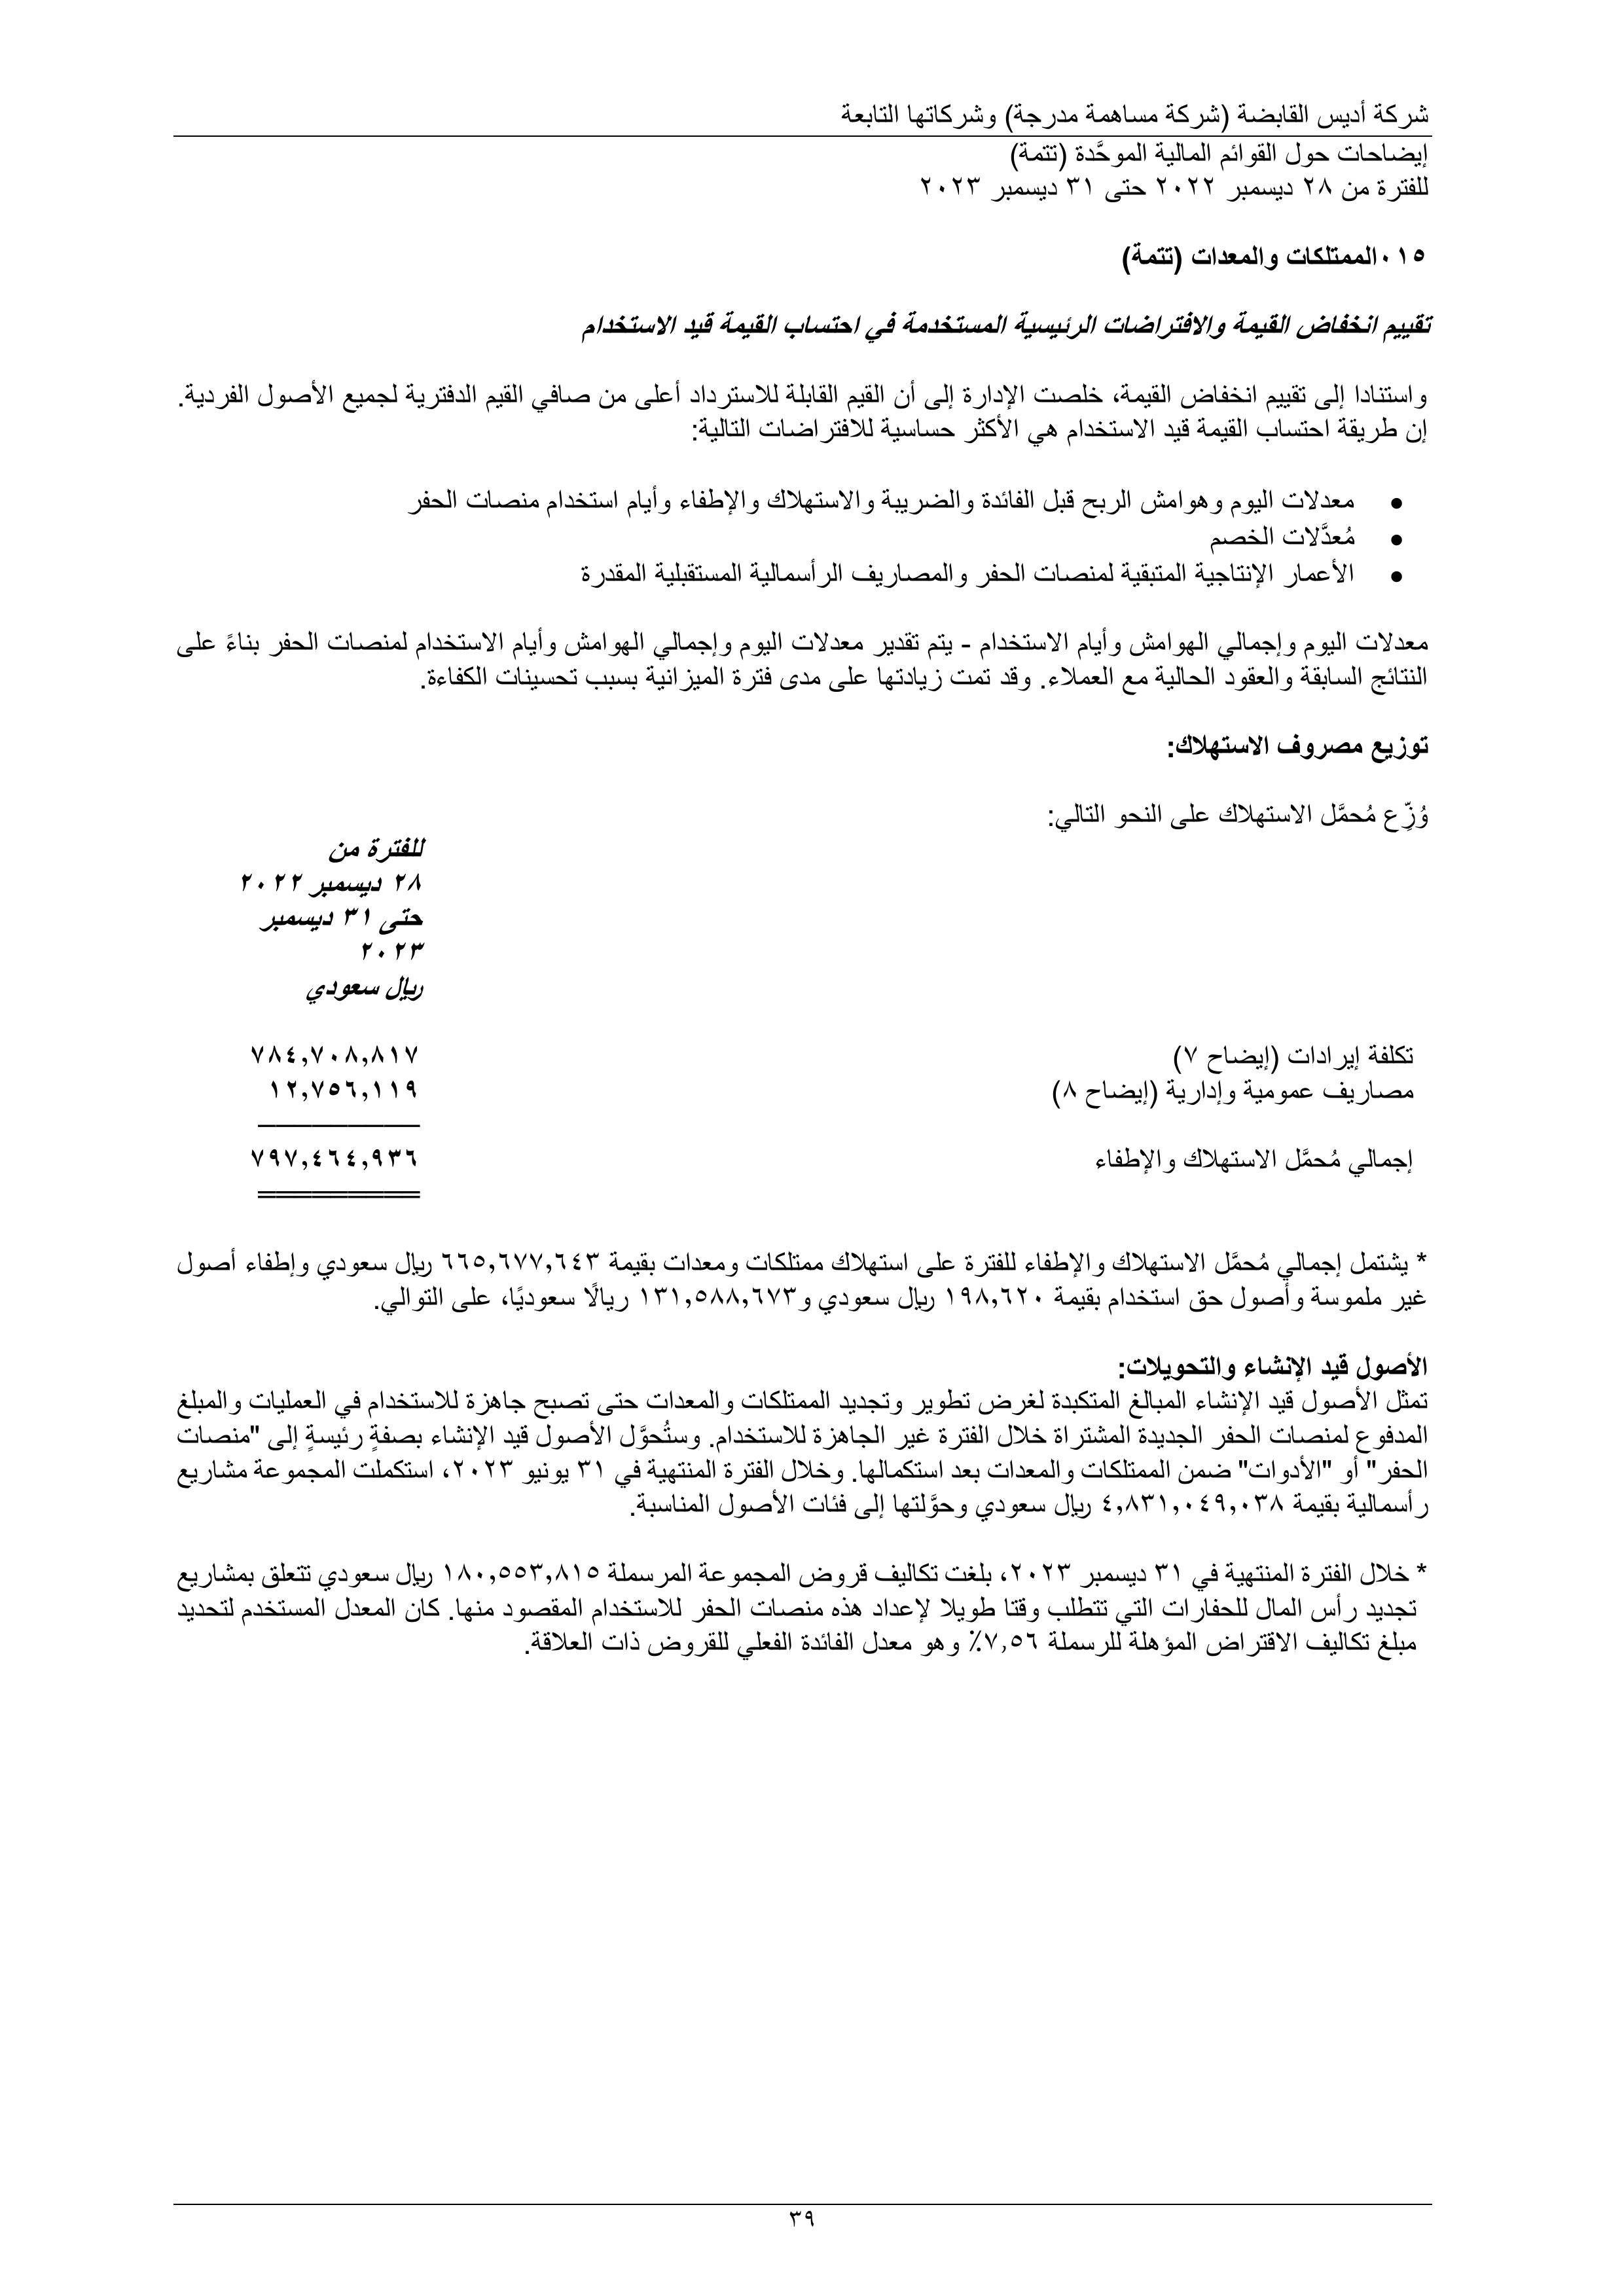 شركة أديس القابضة (شركة مساهمة مدرجة) وشركاتها التابعة
إيضاحات حول القوائم المالية الموحَّدة (تتمة)
للفترة من ٢٨ ديسمبر ٢٠٢٢ حتى ٣١ ديسمبر ٢٠٢٣
٠١٥الممتلكات والمعدات (تتمة)
تقييم انخفاض القيمة والافتراضات الرئيسية المستخدمة في احتساب القيمة قيد الاستخدام
واستنادا إلى تقييم انخفاض القيمة، خلصت الإدارة إلى أن القيم القابلة للاسترداد أعلى من صافي القيم الدفترية لجميع الأصول الفردية.
إن طريقة احتساب القيمة قيد الاستخدام هي الأكثر حساسية للافتراضات التالية:
• معدلات اليوم وهوامش الربح قبل الفائدة والضريبة والاستهلاك والإطفاء وأيام استخدام منصات الحفر
• مُعدَّلات الخصم
• الأعمار الإنتاجية المتبقية لمنصات الحفر والمصاريف الرأسمالية المستقبلية المقدرة
معدلات اليوم وإجمالي الهوامش وأيام الاستخدام - يتم تقدير معدلات اليوم وإجمالي الهوامش وأيام الاستخدام لمنصات الحفر بناءً على
النتائج السابقة والعقود الحالية مع العملاء. وقد تمت زيادتها على مدى فترة الميزانية بسبب تحسينات الكفاءة.
توزيع مصروف الاستهلاك:
وُزِّع مُحمَّل الاستهلاك على النحو التالي:
للفترة من
٢٨ ديسمبر ٢٠٢٢
حتى ٣١ ديسمبر
٢٠٢٣
ريال سعودي
تكلفة إيرادات (إيضاح ٧) ٧٨٤,٧٠٨,٨١٧
مصاريف عمومية وإدارية (إيضاح ٨) ١٢,٧٥٦,١١٩
إجمالي مُحمَّل الاستهلاك والإطفاء ٧٩٧,٤٦٤,٩٣٦
* يشتمل إجمالي مُحمَّل الاستهلاك والإطفاء للفترة على استهلاك ممتلكات ومعدات بقيمة ٦٦٥,٦٧٧,٦٤٣ ريال سعودي وإطفاء أصول
غير ملموسة وأصول حق استخدام بقيمة ١٩٨,٦٢٠ ريال سعودي و١٣١,٥٨٨,٦٧٣ ريالًا سعوديًا، على التوالي.
الأصول قيد الإنشاء والتحويلات:
تمثل الأصول قيد الإنشاء المبالغ المتكبدة لغرض تطوير وتجديد الممتلكات والمعدات حتى تصبح جاهزة للاستخدام في العمليات والمبلغ
المدفوع لمنصات الحفر الجديدة المشتراة خلال الفترة غير الجاهزة للاستخدام. وستُحوَّل الأصول قيد الإنشاء بصفةٍ رئيسةٍ إلى "منصات
الحفر" أو "الأدوات" ضمن الممتلكات والمعدات بعد استكمالها. وخلال الفترة المنتهية في ٣١ يونيو ٢٠٢٣، استكملت المجموعة مشاريع
رأسمالية بقيمة ٤,٨٣١,٠٤٩,٠٣٨ ريال سعودي وحوَّلتها إلى فئات الأصول المناسبة.
* خلال الفترة المنتهية في ٣١ ديسمبر ٢٠٢٣، بلغت تكاليف قروض المجموعة المرسملة ١٨٠,٥٥٣,٨١٥ ريال سعودي تتعلق بمشاريع
تجديد رأس المال للحفارات التي تتطلب وقتا طويلا لإعداد هذه منصات الحفر للاستخدام المقصود منها. كان المعدل المستخدم لتحديد
مبلغ تكاليف الاقتراض المؤهلة للرسملة ٧,٥٦٪ وهو معدل الفائدة الفعلي للقروض ذات العلاقة.
٣٩